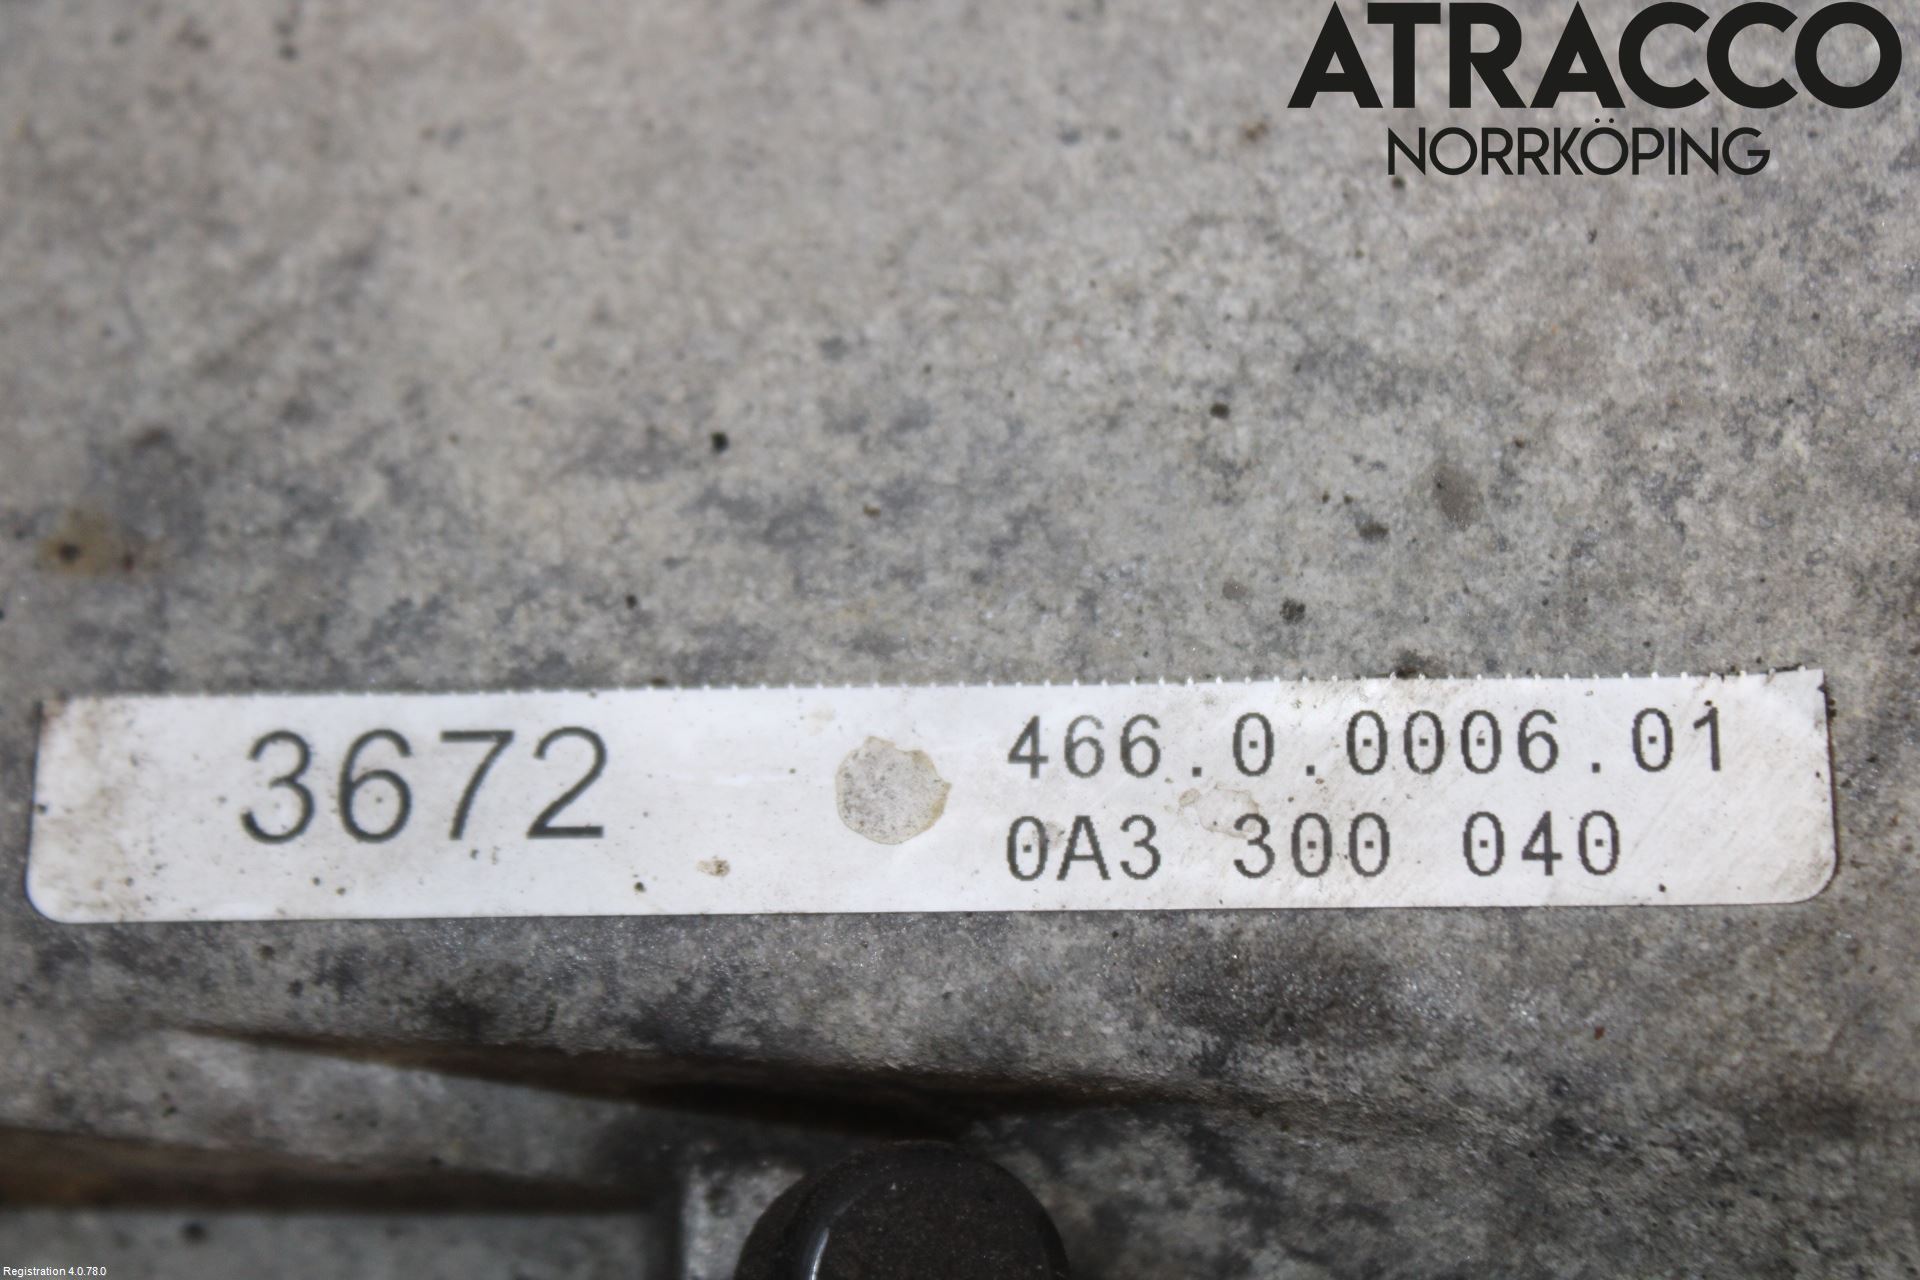 ATRACCO
NORRKÖPING
3672
466.0.0006.01
0A3 300 040
Registration 4.0.78.0